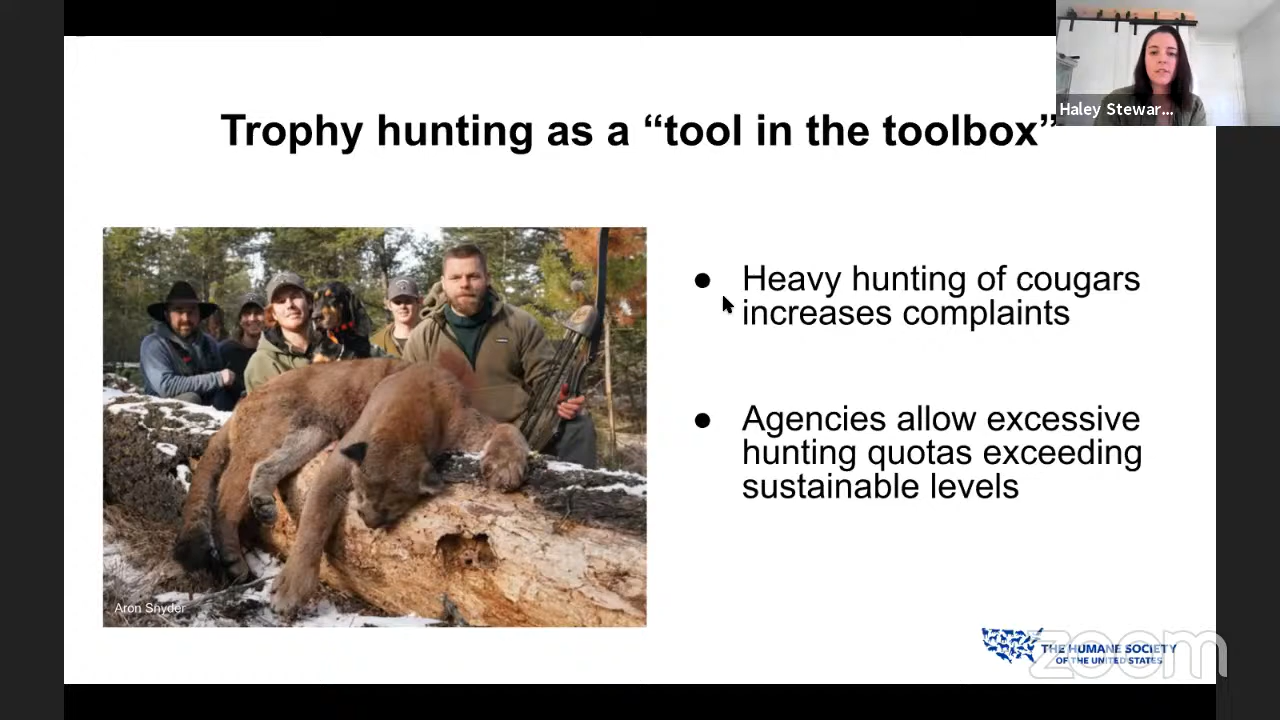 Haley Stewar...
Trophy hunting as a “tool in the toolbox”
● Heavy hunting of cougars
increases complaints
● Agencies allow excessive
hunting quotas exceeding
sustainable levels
Aron Snyder
THE HUMANE SOCIETY
OF THE UNITED STATES
zoom